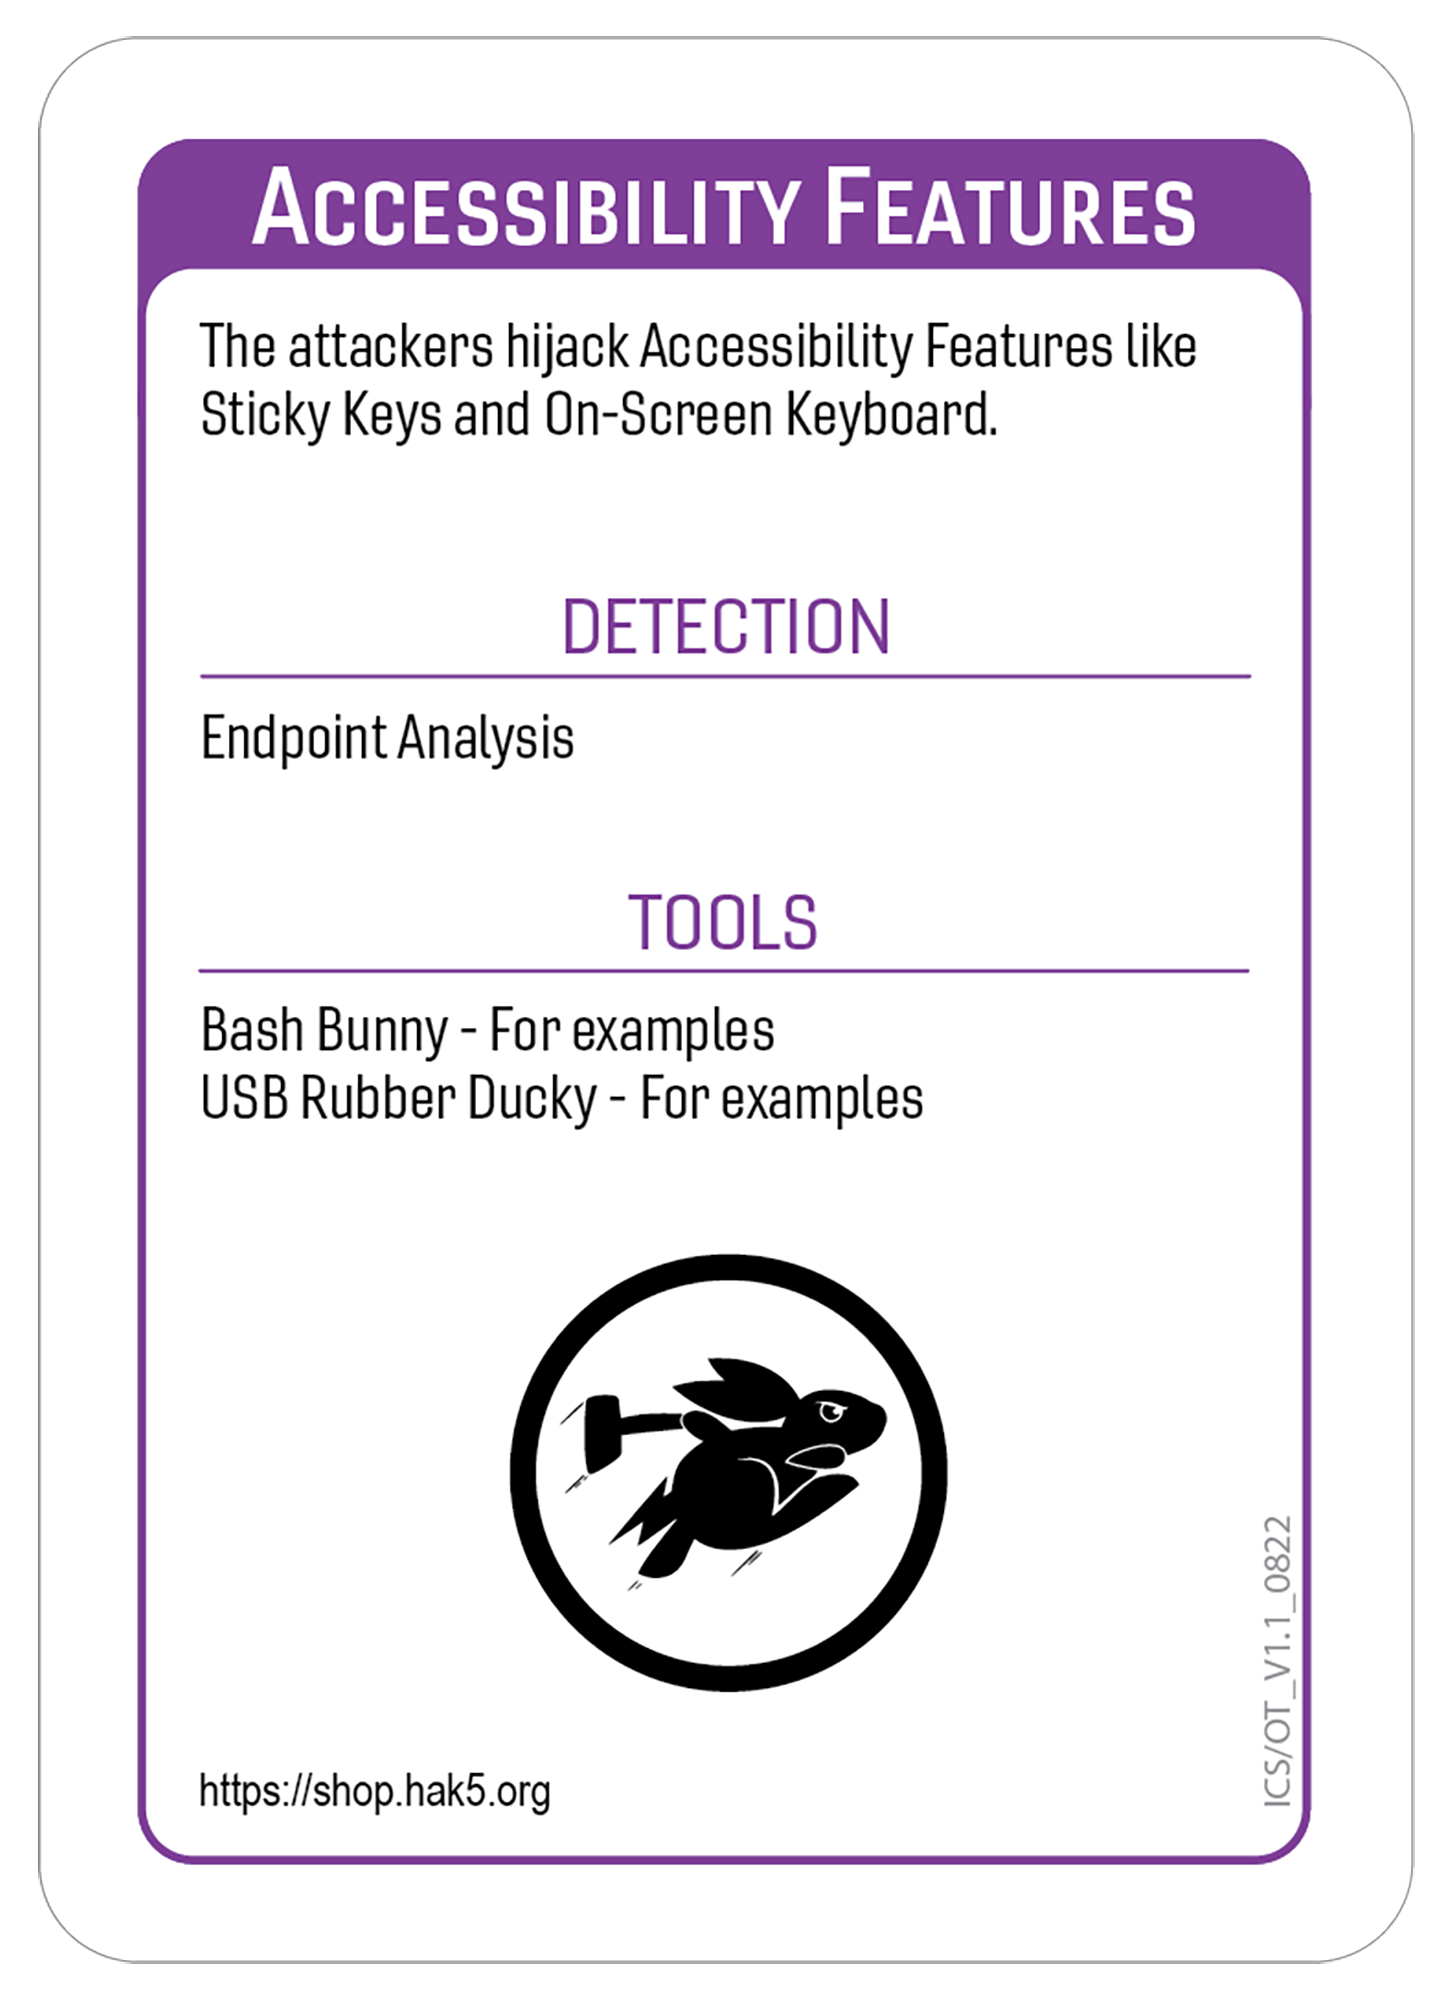 ACCESSIBILITY FEATURES
The attackers hijack Accessibility Features like
Sticky Keys and On-Screen Keyboard.
DETECTION
Endpoint Analysis
TOOLS
Bash Bunny - For examples
USB Rubber Ducky - For examples
https://shop.hak5.org
ICS/OT_V1.1_0822